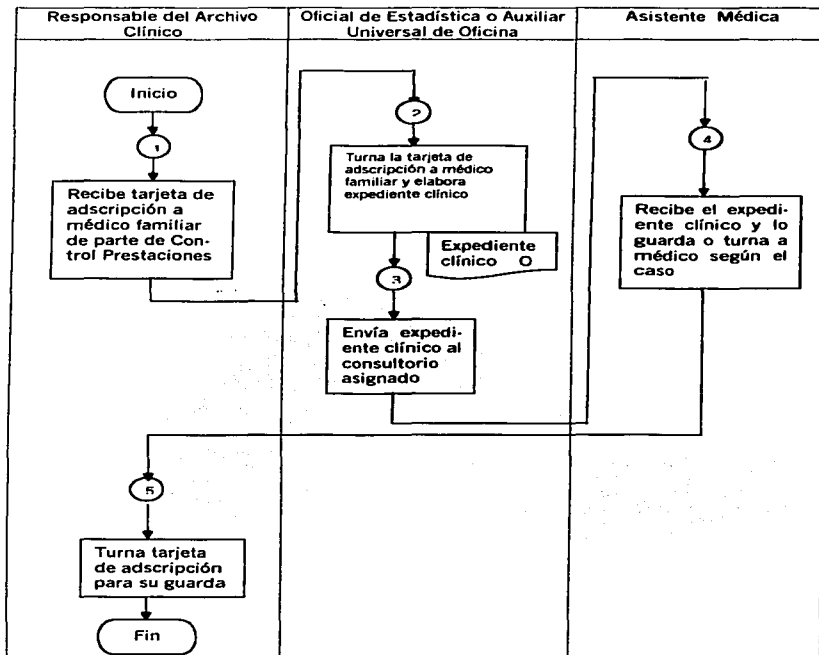 Responsable del Archivo
Clínico
Oficial de Estadística o Auxiliar
Universal de Oficina
Asistente Médica
Inicio
1
Recibe tarjeta de
adscripción a
médico familiar
de parte de Con-
trol Prestaciones
2
Turna la tarjeta de
adscripción a médico
familiar y elabora
expediente clínico
Expediente
clínico O
3
Envía expedi-
ente clínico al
consultorio
asignado
4
Recibe el expedi-
ente clínico y lo
guarda o turna a
médico según el
caso
5
Turna tarjeta
de adscripción
para su guarda
Fin